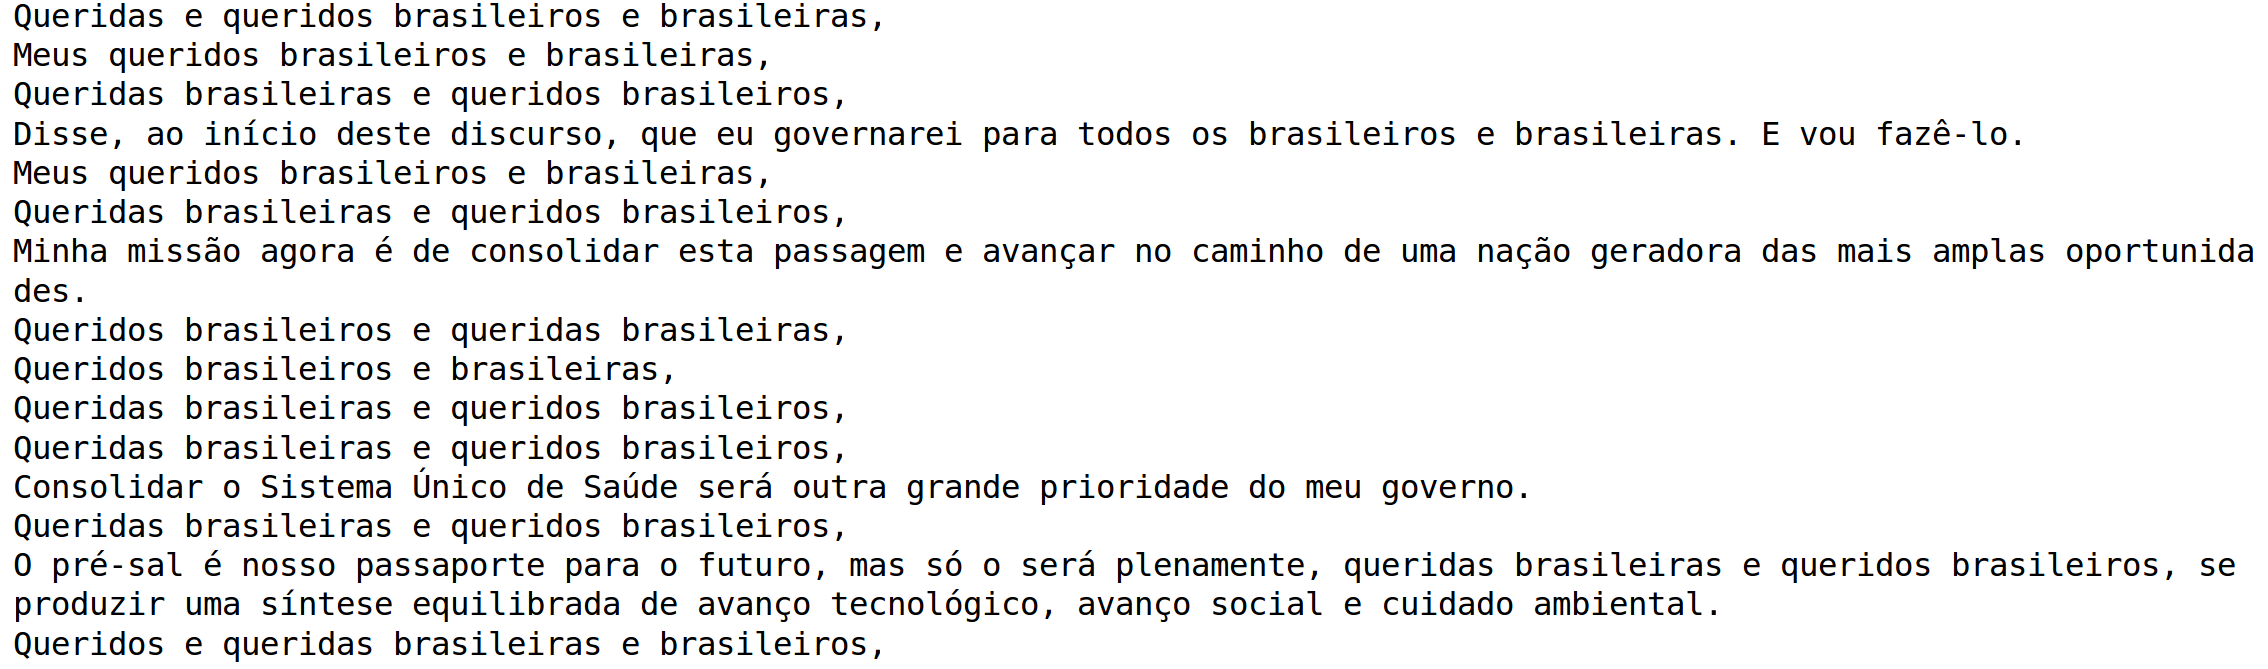 Queridas e queridos brasileiros e brasileiras,
Meus queridos brasileiros e brasileiras,
Queridas brasileiras e queridos brasileiros,
Disse, ao início deste discurso, que eu governarei para todos os brasileiros e brasileiras. E vou fazê-lo.
Meus queridos brasileiros e brasileiras,
Queridas brasileiras e queridos brasileiros,
Minha missão agora é de consolidar esta passagem e avançar no caminho de uma nação geradora das mais amplas oportunida
des.
Queridos brasileiros e queridas brasileiras,
Queridos brasileiros e brasileiras,
Queridas brasileiras e queridos brasileiros,
Queridas brasileiras e queridos brasileiros,
Consolidar o Sistema Único de Saúde será outra grande prioridade do meu governo.
Queridas brasileiras e queridos brasileiros,
O pré-sal é nosso passaporte para o futuro, mas só o será plenamente, queridas brasileiras e queridos brasileiros, se
produzir uma síntese equilibrada de avanço tecnológico, avanço social e cuidado ambiental.
Queridos e queridas brasileiras e brasileiros,